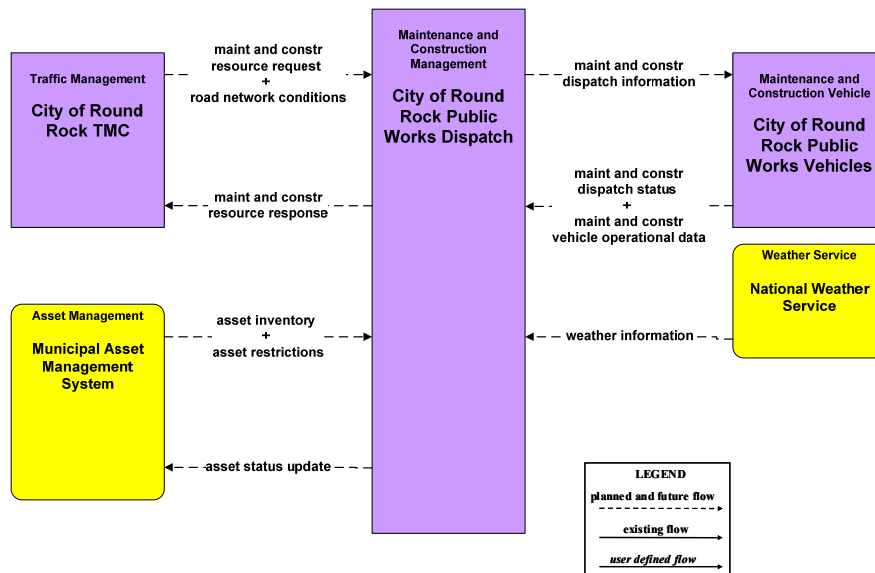 Traffic Management
City of Round
Rock TMC
maint and constr
resource request
+
road network conditions
maint and constr
resource response
Maintenance and
Construction
Management
City of Round
Rock Public
Works Dispatch
maint and constr
dispatch information
maint and constr
dispatch status
+
maint and constr
vehicle operational data
Maintenance and
Construction Vehicle
City of Round
Rock Public
Works Vehicles
Weather Service
National Weather
Service
weather information
Asset Management
Municipal Asset
Management
System
asset inventory
+
asset restrictions
asset status update
LEGEND
planned and future flow
existing flow
user defined flow